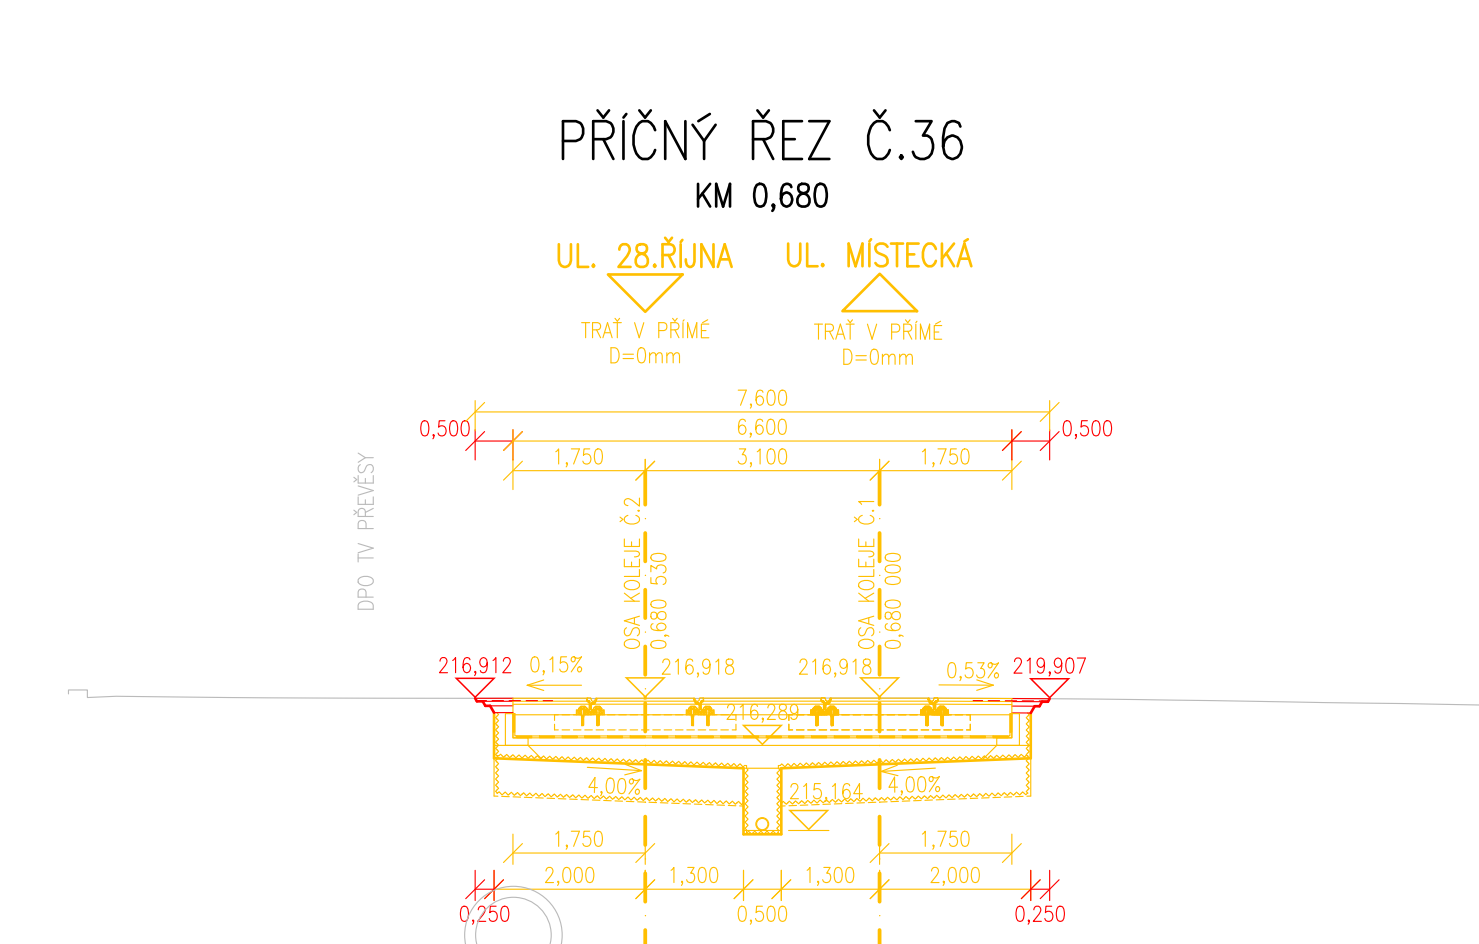 PŘÍČNÝ ŘEZ Č.36
KM 0,680
UL. 28.ŘÍJNA UL. MÍSTECKÁ
TRAŤ V PŘÍMÉ TRAŤ V PŘÍMÉ
D=0mm D=0mm
7,600
0,500 6,600 0,500
1,750 3,100 1,750
DPO TV PŘEVĚSY
OSA KOLEJE Č.2
0,680 530
OSA KOLEJE Č.1
0,680 000
216,912 0,15% 216,918 216,918 0,53% 219,907
216,289
4,00% 215,164 4,00%
1,750 1,750
2,000 1,300 1,300 2,000
0,250 0,500 0,250